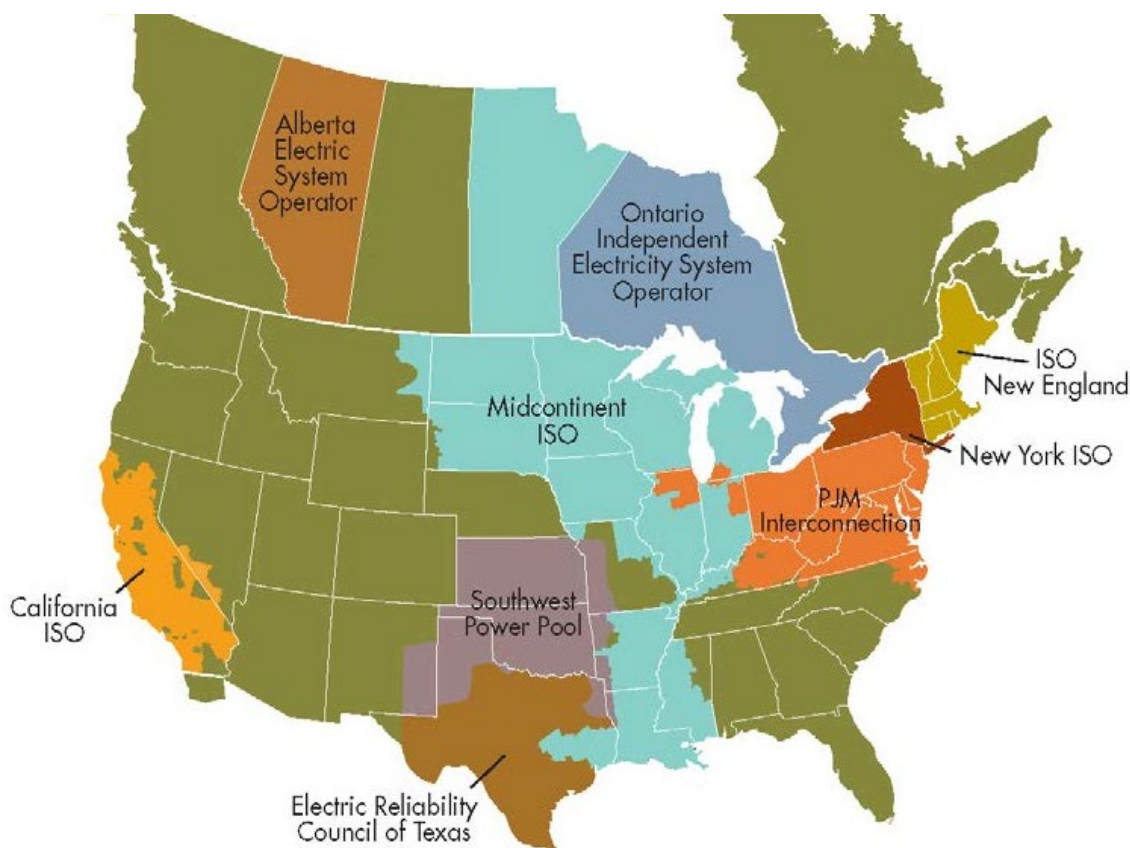 Alberta
Electric
System
Operator
Ontario
Independent
Electricity System
Operator
ISO
New England
Midcontinent
ISO
New York ISO
PJM
Interconnection
California
ISO
Southwest
Power Pool
Electric Reliability
Council of Texas